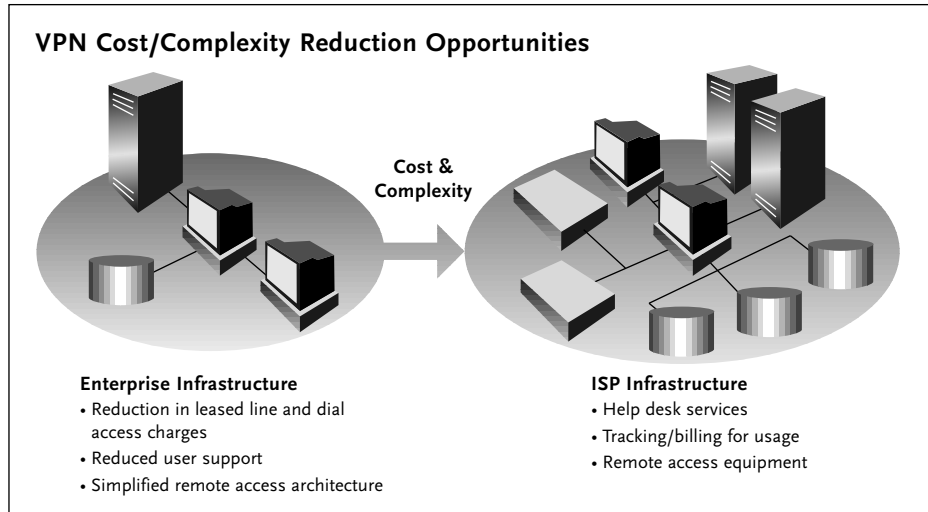 VPN Cost/Complexity Reduction Opportunities
Cost &
Complexity
Enterprise Infrastructure
• Reduction in leased line and dial
access charges
• Reduced user support
• Simplified remote access architecture
ISP Infrastructure
• Help desk services
• Tracking/billing for usage
• Remote access equipment